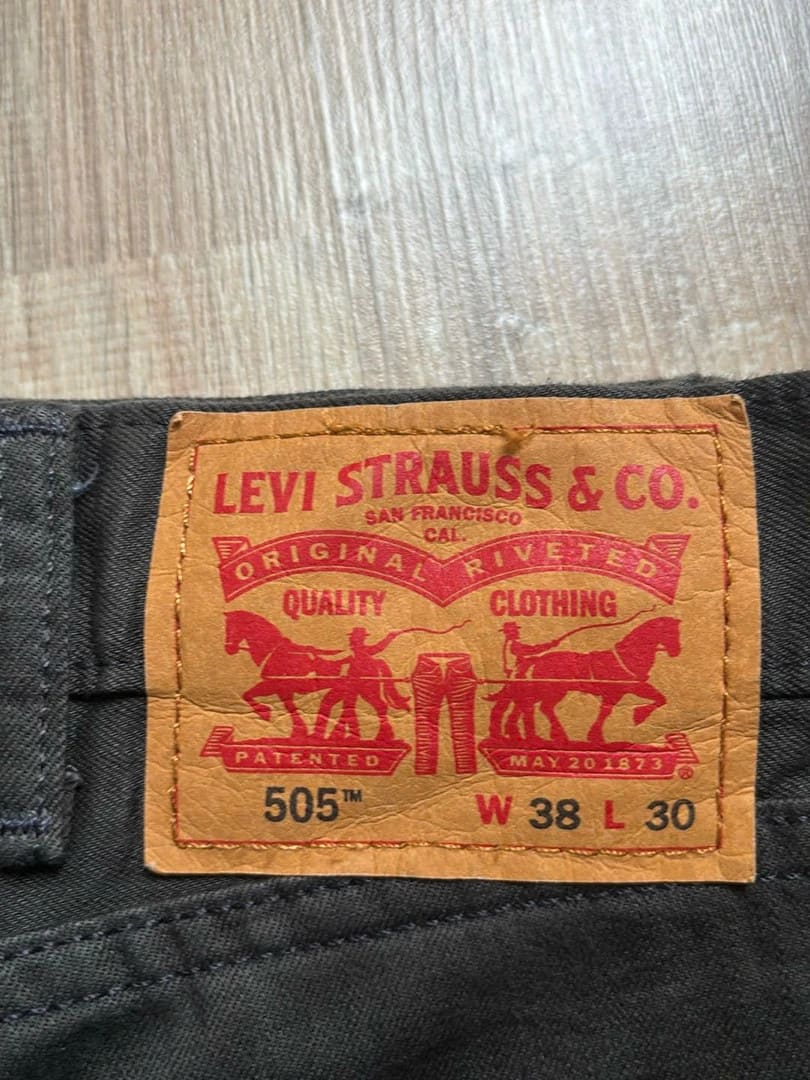 LEVI STRAUSS & CO.
SAN FRANCISCO
CAL.
ORIGINAL RIVETED
QUALITY CLOTHING
PATENTED MAY 20 1873 ®
505™ W 38 L 30